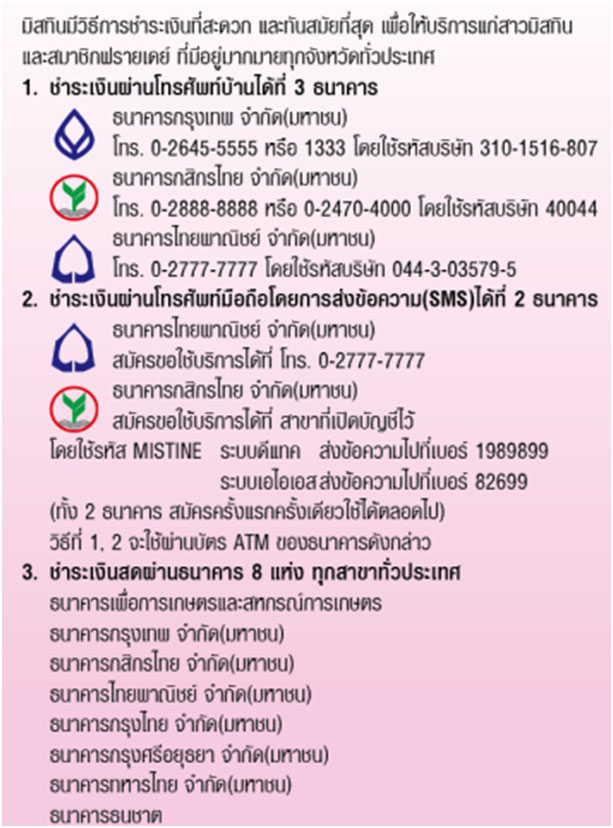 มิสทินมีวิธีการชำระเงินที่สะดวก และทันสมัยที่สุด เพื่อให้บริการแก่สาวมิสทิน
และสมาชิกฟรายเดย์ ที่มีอยู่มากมายทุกจังหวัดทั่วประเทศ
1. ชำระเงินผ่านโทรศัพท์บ้านได้ที่ 3 ธนาคาร
ธนาคารกรุงเทพ จำกัด(มหาชน)
โทร. 0-2645-5555 หรือ 1333 โดยใช้รหัสบริษัท 310-1516-807
ธนาคารกสิกรไทย จำกัด(มหาชน)
โทร. 0-2888-8888 หรือ 0-2470-4000 โดยใช้รหัสบริษัท 40044
ธนาคารไทยพาณิชย์ จำกัด(มหาชน)
โทร. 0-2777-7777 โดยใช้รหัสบริษัท 044-3-03579-5
2. ชำระเงินผ่านโทรศัพท์มือถือโดยการส่งข้อความ(SMS)ได้ที่ 2 ธนาคาร
ธนาคารไทยพาณิชย์ จำกัด(มหาชน)
สมัครขอใช้บริการได้ที่ โทร. 0-2777-7777
ธนาคารกสิกรไทย จำกัด(มหาชน)
สมัครขอใช้บริการได้ที่ สาขาที่เปิดบัญชีไว้
โดยใช้รหัส MISTINE ระบบดีแทค ส่งข้อความไปที่เบอร์ 1989899
ระบบเอไอเอสส่งข้อความไปที่เบอร์ 82699
(ทั้ง 2 ธนาคาร สมัครครั้งแรกครั้งเดียวใช้ได้ตลอดไป)
วิธีที่ 1, 2 จะใช้ผ่านบัตร ATM ของธนาคารดังกล่าว
3. ชำระเงินสดผ่านธนาคาร 8 แห่ง ทุกสาขาทั่วประเทศ
ธนาคารเพื่อการเกษตรและสหกรณ์การเกษตร
ธนาคารกรุงเทพ จำกัด(มหาชน)
ธนาคารกสิกรไทย จำกัด(มหาชน)
ธนาคารไทยพาณิชย์ จำกัด(มหาชน)
ธนาคารกรุงไทย จำกัด(มหาชน)
ธนาคารกรุงศรีอยุธยา จำกัด(มหาชน)
ธนาคารทหารไทย จำกัด(มหาชน)
ธนาคารธนชาต